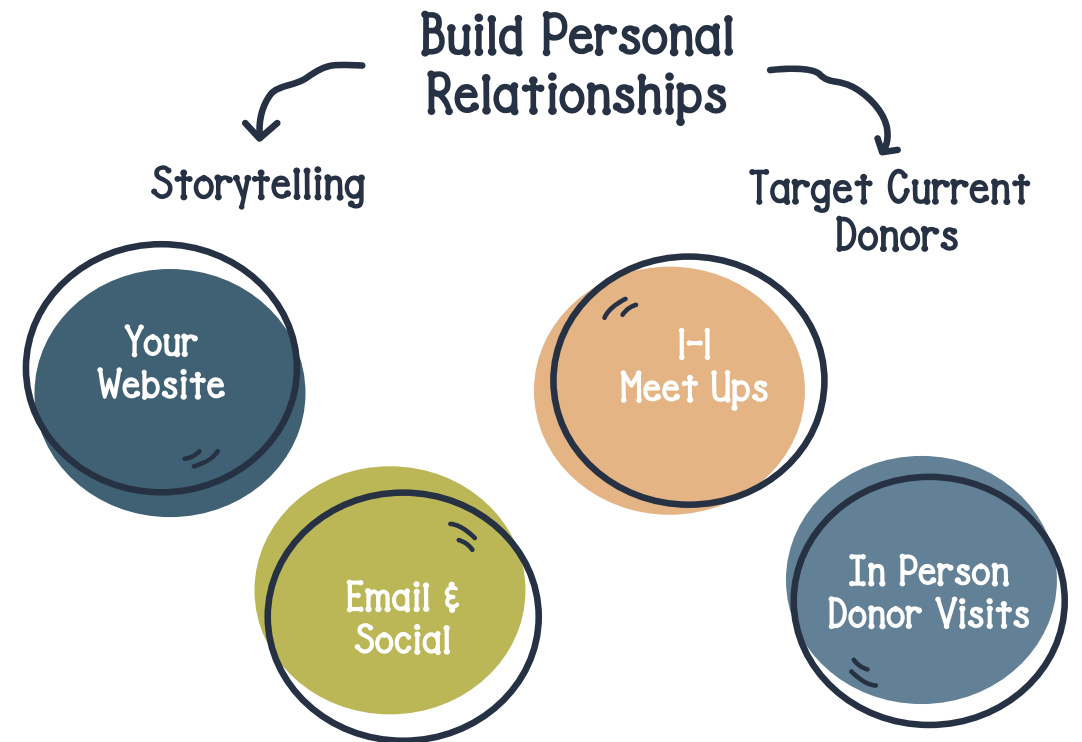 Build Personal
Relationships
Storytelling
Target Current
Donors
Your
Website
1-1
Meet Ups
Email &
Social
In Person
Donor Visits